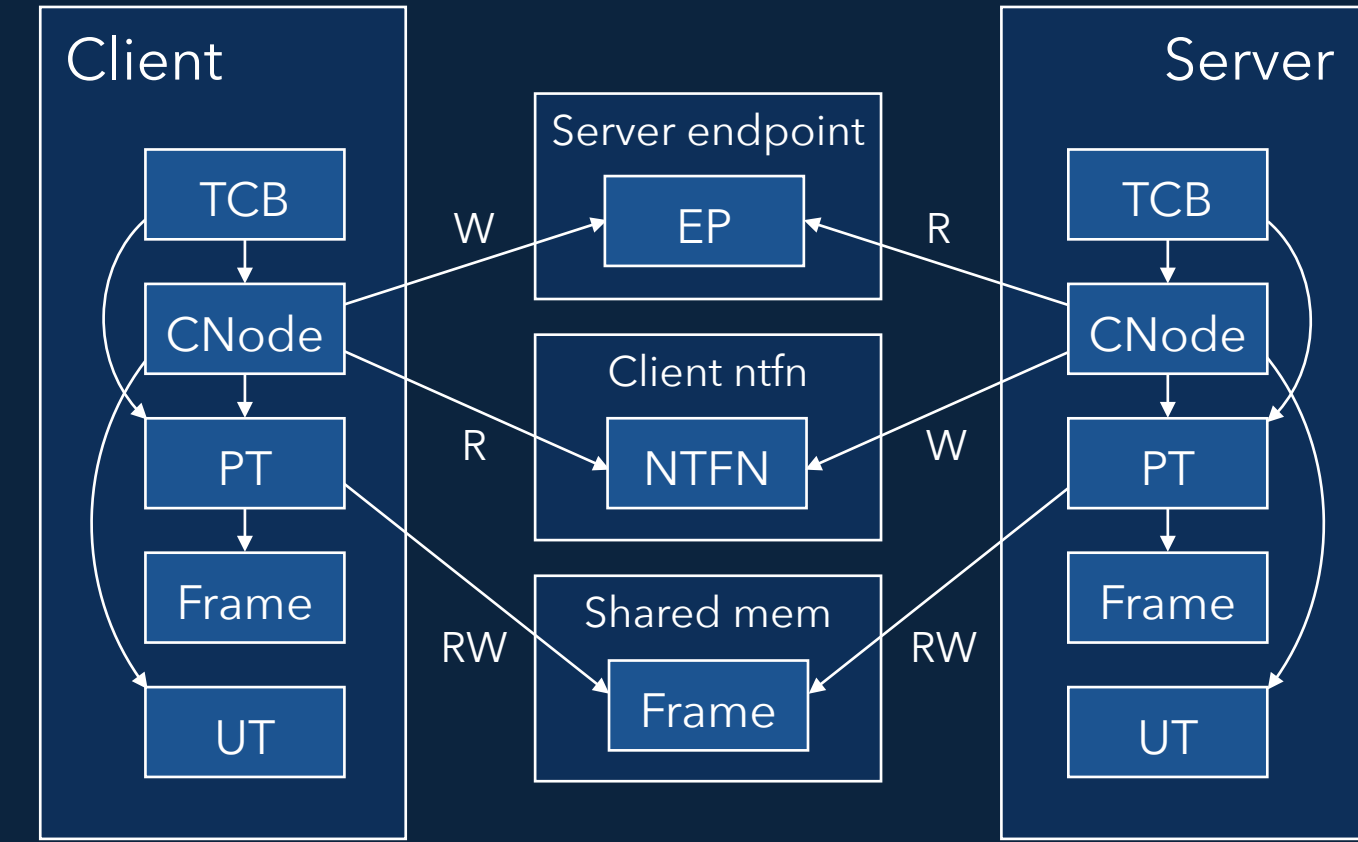 Client
TCB
CNode
PT
Frame
UT
W
R
RW
Server endpoint
EP
Client ntfn
NTFN
Shared mem
Frame
R
W
RW
Server
TCB
CNode
PT
Frame
UT